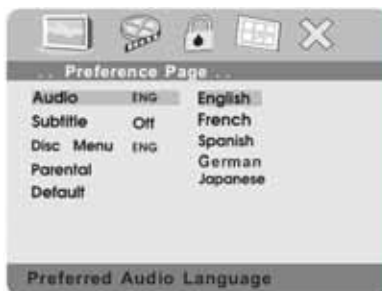 .. Preference Page ..
Audio ENG English
Subtitle Off French
Disc Menu ENG Spanish
Parental German
Default Japanese
Preferred Audio Language